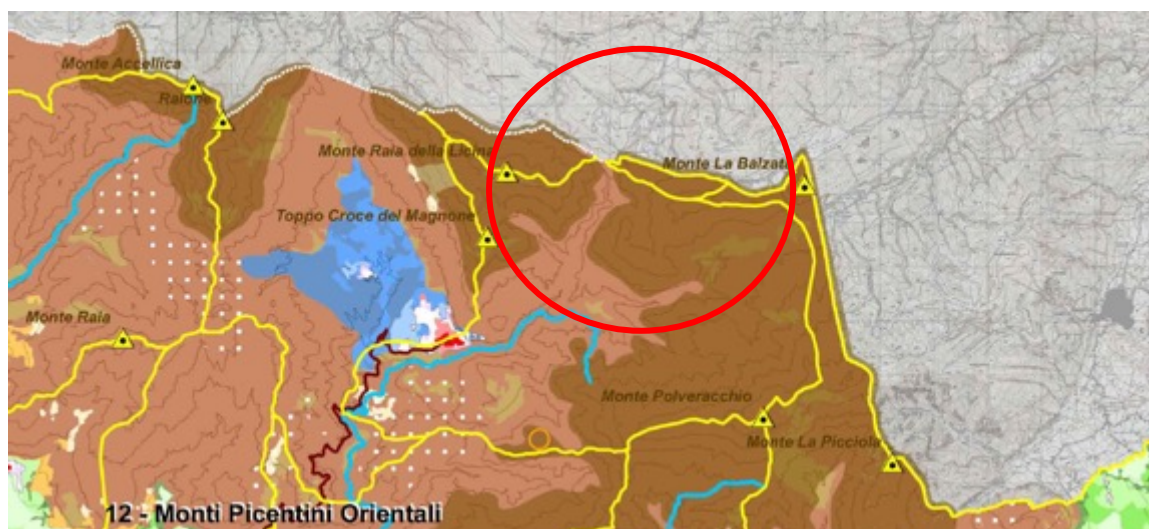 Monte Accellica
Raione
Monte Raia della Licina
Monte La Balzata
Toppo Croce del Magnone
Monte Raia
Monte Polveracchio
Monte La Picciola
12 - Monti Picentini Orientali